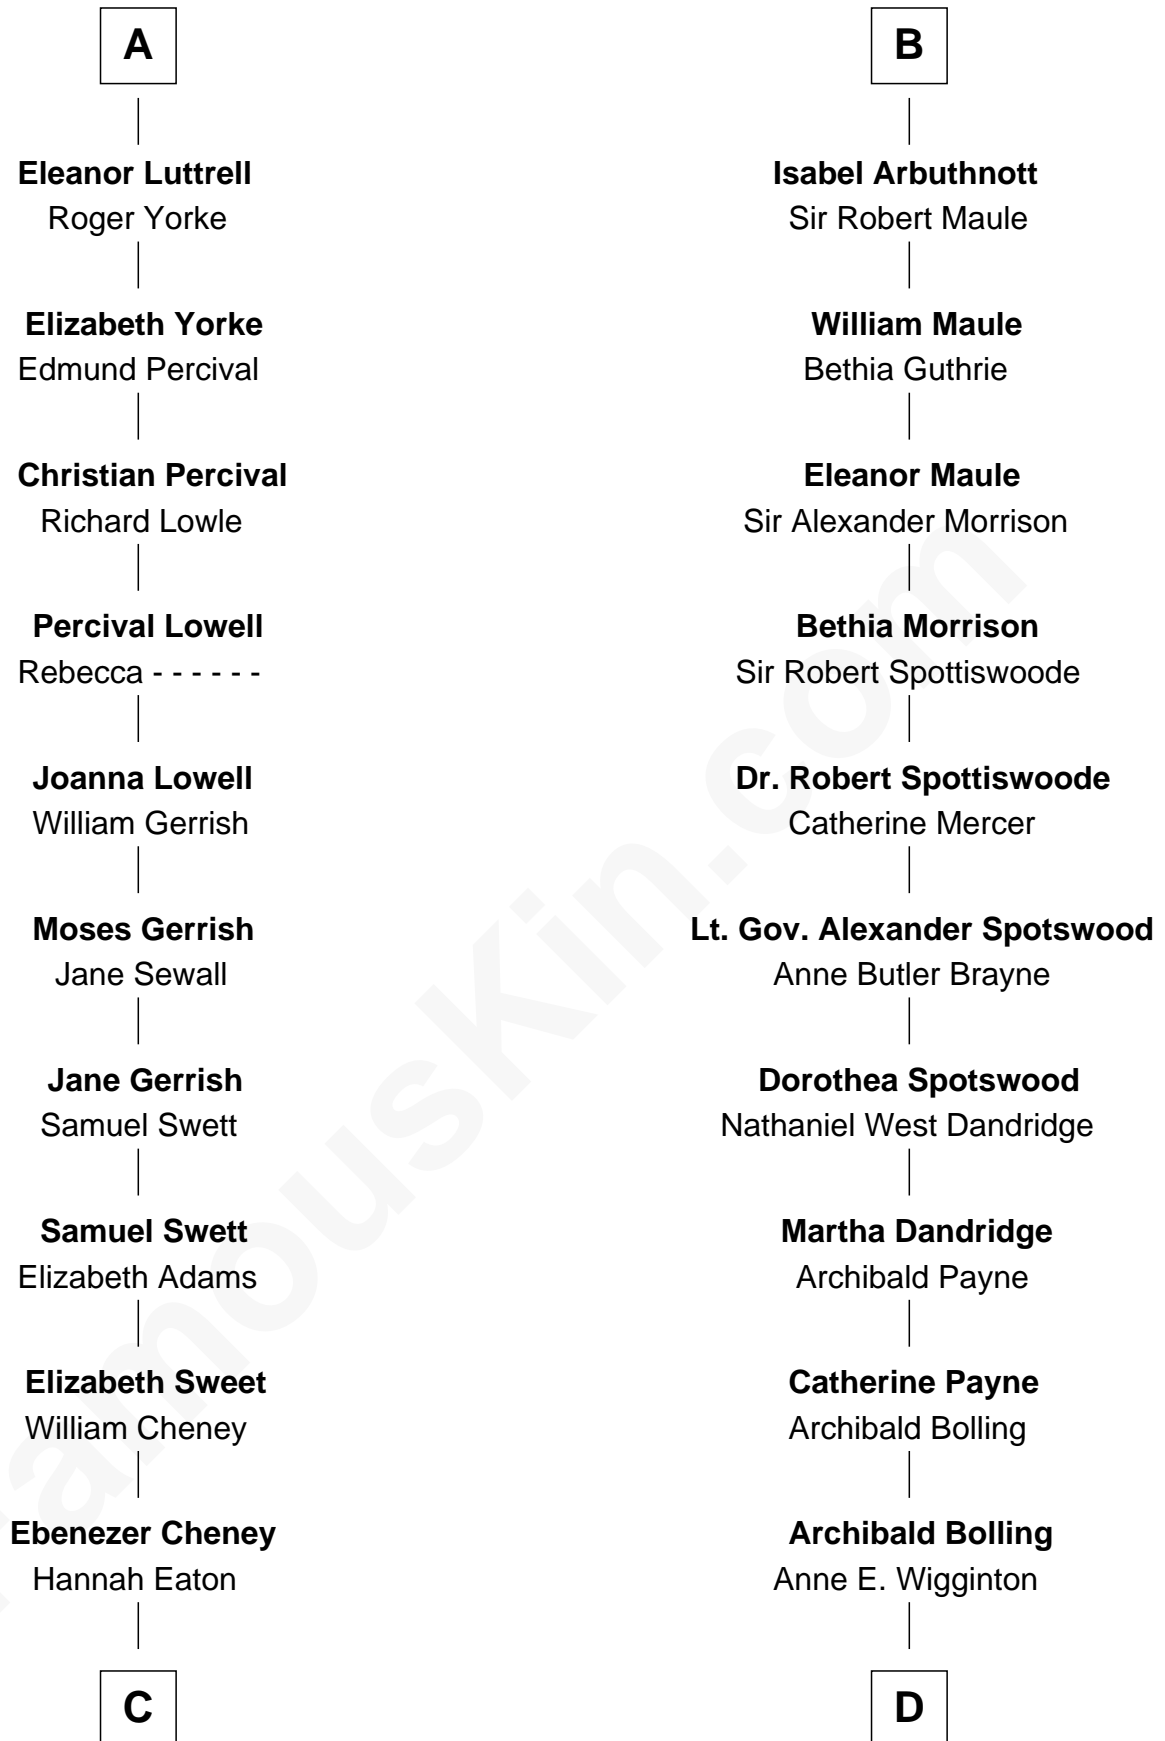 A
Eleanor Luttrell
Roger Yorke
Elizabeth Yorke
Edmund Percival
Christian Percival
Richard Lowle
Percival Lowell
Rebecca - - - - - -
Joanna Lowell
William Gerrish
Moses Gerrish
Jane Sewall
Jane Gerrish
Samuel Swett
Samuel Swett
Elizabeth Adams
Elizabeth Sweet
William Cheney
Ebenezer Cheney
Hannah Eaton
C
B
Isabel Arbuthnott
Sir Robert Maule
William Maule
Bethia Guthrie
Eleanor Maule
Sir Alexander Morrison
Bethia Morrison
Sir Robert Spottiswoode
Dr. Robert Spottiswoode
Catherine Mercer
Lt. Gov. Alexander Spotswood
Anne Butler Brayne
Dorothea Spotswood
Nathaniel West Dandridge
Martha Dandridge
Archibald Payne
Catherine Payne
Archibald Bolling
Archibald Bolling
Anne E. Wigginton
D
FamousKin.com